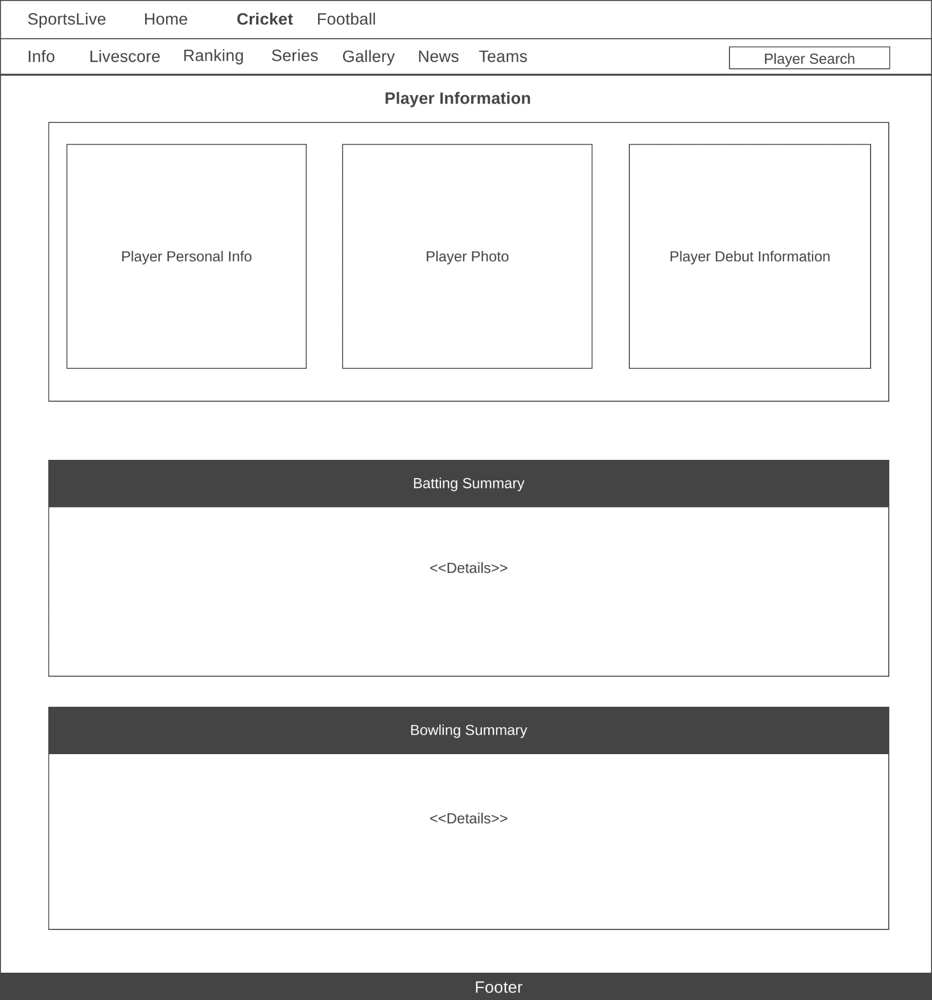 SportsLive Home Cricket Football
Info Livescore Ranking Series Gallery News Teams Player Search
Player Information
Player Personal Info
Player Photo
Player Debut Information
Batting Summary
<<Details>>
Bowling Summary
<<Details>>
Footer